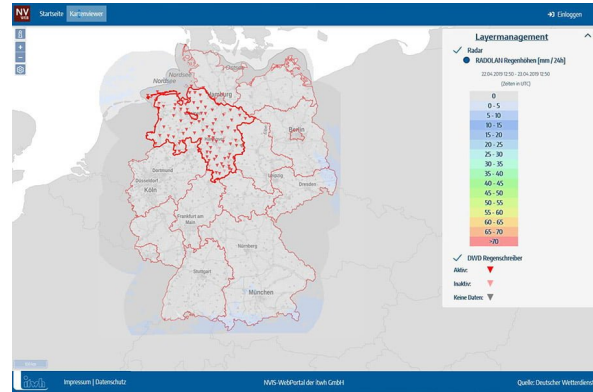 NV
WEB
Startseite
Kartenviewer
Einloggen
Layermanagement
Radar
RADOLAN Regenhöhen [mm / 24h]
22.04.2019 12:50 - 23.04.2019 12:50
(Zeiten in UTC)
0
0 - 5
5 - 10
10 - 15
15 - 20
20 - 25
25 - 30
30 - 35
35 - 40
40 - 45
45 - 50
50 - 55
55 - 60
60 - 65
65 - 70
>70
DWD Regenschreiber
Aktiv:
Inaktiv:
Keine Daten:
Nordsee
Nordsee
Hamburg
Berlin
Dortmund
Düsseldorf
Köln
Leipzig
Dresden
Frankfurt am
Main
Nürnberg
Stuttgart
München
itwh
Impressum | Datenschutz
NVIS-WebPortal der itwh GmbH
Quelle: Deutscher Wetterdienst